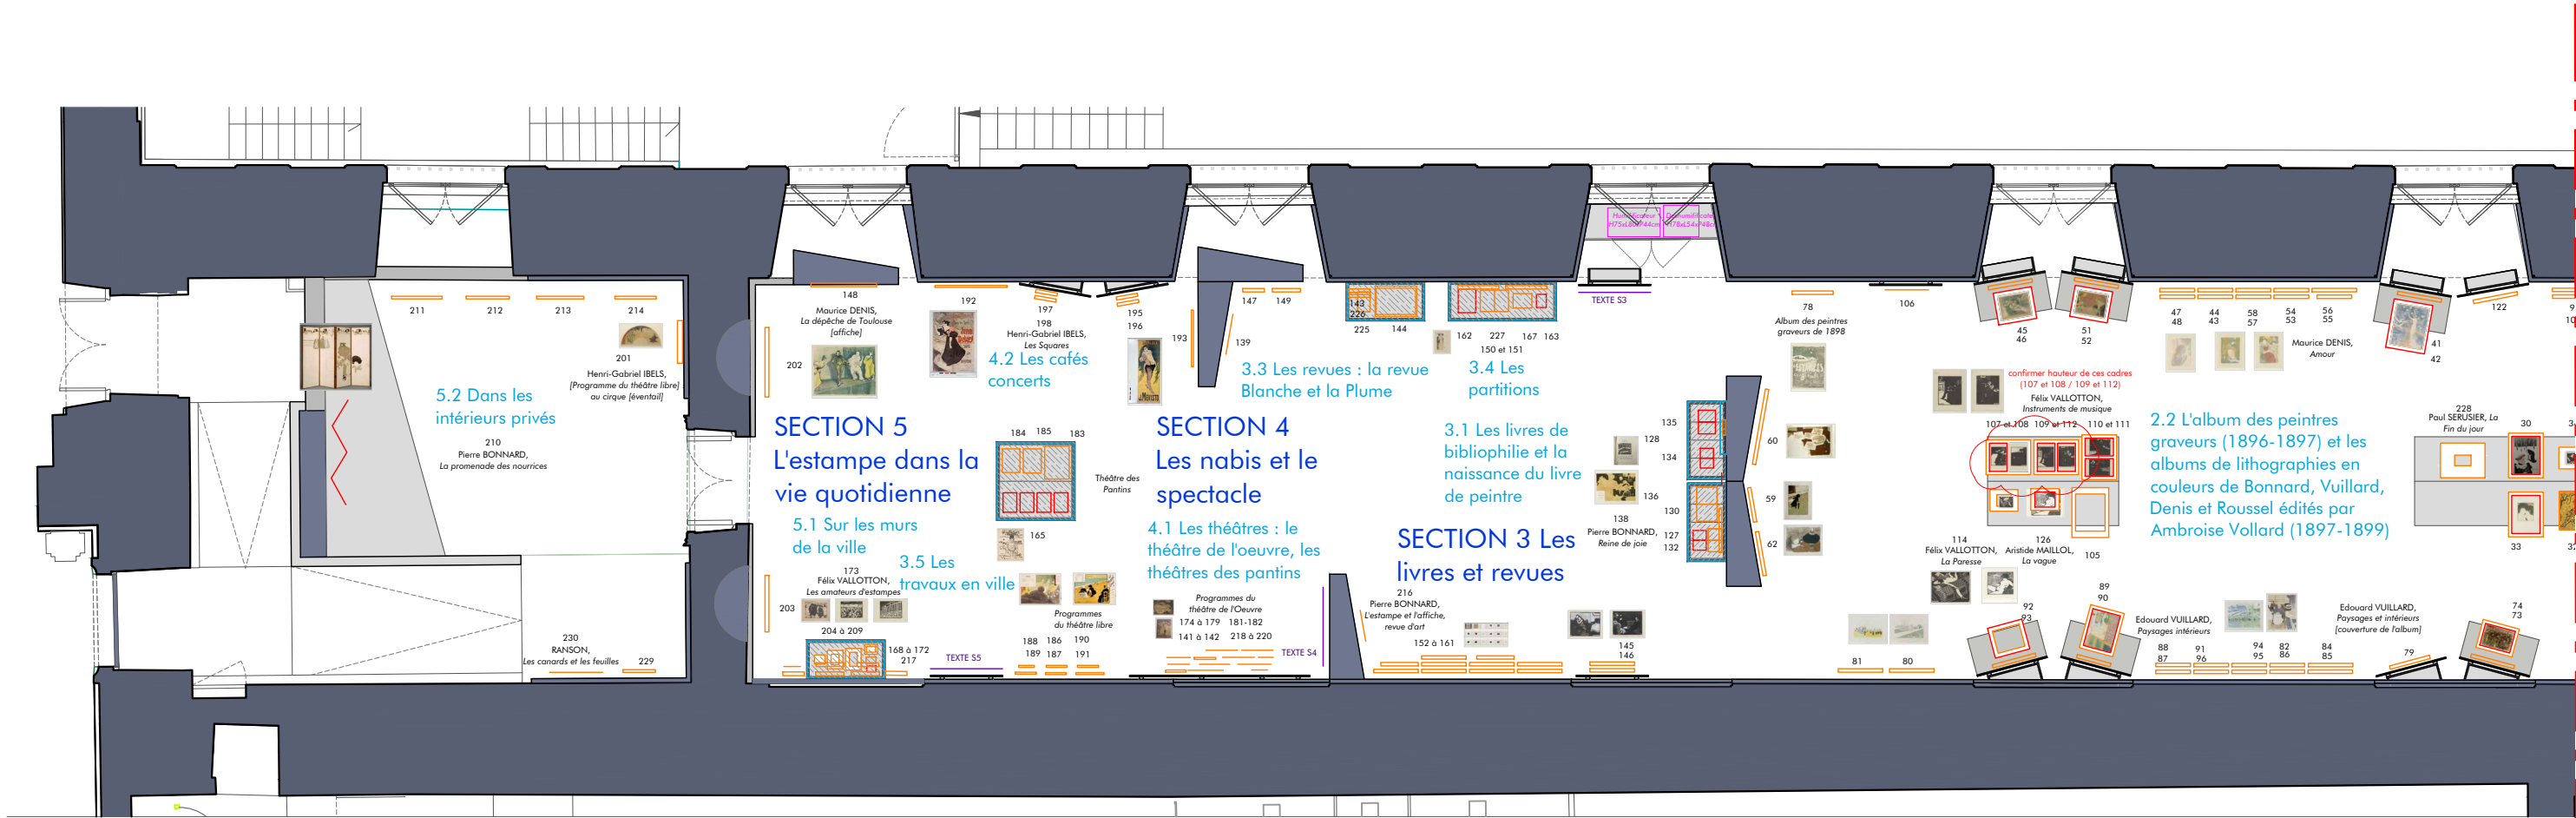 211
212
213
214
201
Henri-Gabriel IBELS,
[Programme du théâtre libre]
au cirque [éventail]
5.2 Dans les
intérieurs privés
210
Pierre BONNARD,
La promenade des nourrices
230
RANSON,
Les canards et les feuilles
229
148
Maurice DENIS,
La dépêche de Toulouse
[affiche]
202
192
197
198
Henri-Gabriel IBELS,
Les Squares
4.2 Les cafés
concerts
195
196
193
SECTION 5
L'estampe dans la
vie quotidienne
5.1 Sur les murs
de la ville
3.5 Les
travaux en ville
184
185
183
Théâtre des
Pantins
165
173
Félix VALLOTTON,
Les amateurs d'estampes
203
204 à 209
168 à 172
217
TEXTE S5
Programmes
du théâtre libre
188
186
190
189
187
191
147
149
139
3.3 Les revues : la revue
Blanche et la Plume
SECTION 4
Les nabis et le
spectacle
4.1 Les théâtres : le
théâtre de l'oeuvre, les
théâtres des pantins
Programmes du
théâtre de l'Oeuvre
174 à 179
181-182
141 à 142
218 à 220
TEXTE S4
143
226
225
144
162
227
167
163
150 et 151
3.4 Les
partitions
Humidificateur
Déshumidificateur
TEXTE S3
3.1 Les livres de
bibliophilie et la
naissance du livre
de peintre
SECTION 3 Les
livres et revues
135
128
134
136
130
138
Pierre BONNARD,
Reine de joie
127
132
216
Pierre BONNARD,
L'estampe et l'affiche,
revue d'art
152 à 161
145
146
60
59
62
78
Album des peintres
graveurs de 1898
106
81
80
45
46
51
52
confirmer hauteur de ces cadres
(107 et 108 / 109 et 112)
Félix VALLOTTON,
Instruments de musique
107 et 108
109 et 112
110 et 111
114
Félix VALLOTTON,
La Paresse
126
Aristide MAILLOL,
La vague
105
92
93
89
90
47
48
44
43
58
57
54
53
56
55
Maurice DENIS,
Amour
2.2 L'album des peintres
graveurs (1896-1897) et les
albums de lithographies en
couleurs de Bonnard, Vuillard,
Denis et Roussel édités par
Ambroise Vollard (1897-1899)
Edouard VUILLARD,
Paysages intérieurs
88
87
91
96
94
95
82
86
84
85
Edouard VUILLARD,
Paysages et intérieurs
[couverture de l'album]
79
74
73
41
42
122
228
Paul SERUSIER, La
Fin du jour
30
33